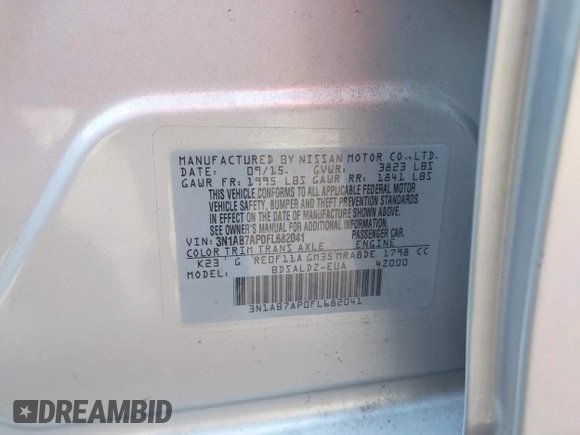 MANUFACTURED BY NISSAN MOTOR CO.,LTD.
DATE: 09/15 GVWR: 3823 LBS
GAWR FR: 1995 LBS GAWR RR: 1841 LBS
THIS VEHICLE CONFORMS TO ALL APPLICABLE FEDERAL MOTOR
VEHICLE SAFETY, BUMPER AND THEFT PREVENTION STANDARDS
IN EFFECT ON THE DATE OF MANUFACTURE SHOWN ABOVE.
SEE OWNER'S MANUAL FOR ADDITIONAL INFORMATION.
VIN: 3N1AB7AP0FL682041 PASSENGER CAR.
COLOR TRIM TRANS AXLE ENGINE
K23 G RE0F11A GM35 MRA8DE 1798 CC
MODEL: BDSALDZ-EUA 4Z000
3N1AB7AP0FL682041
DREAMBID